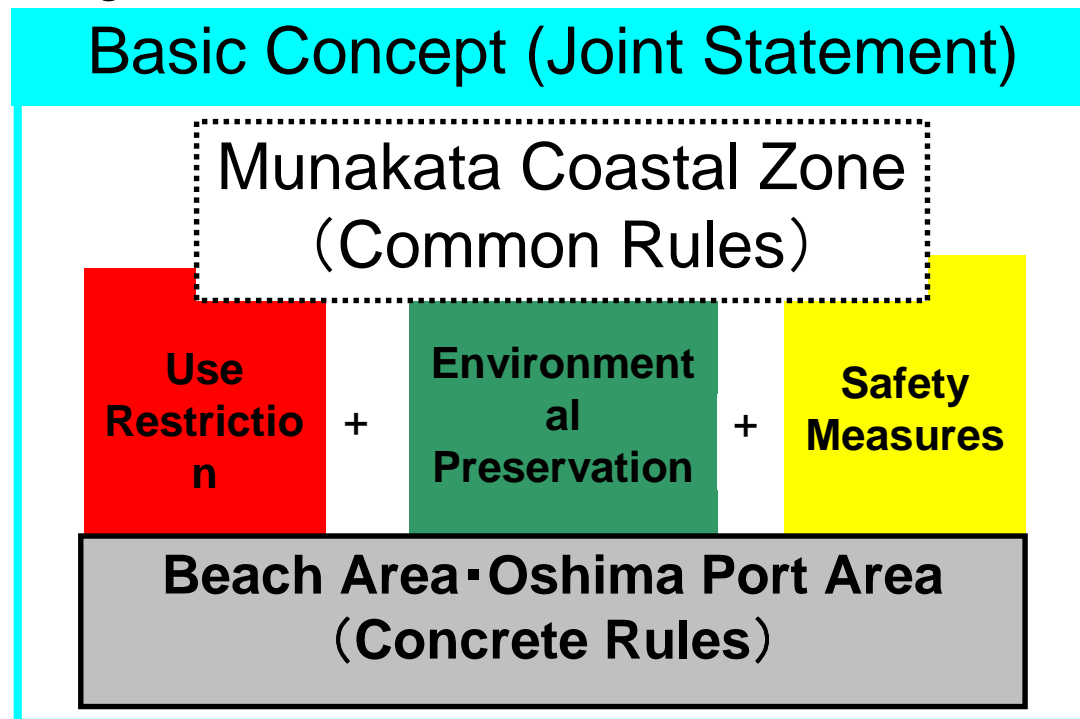 Basic Concept (Joint Statement)
Munakata Coastal Zone
（Common Rules）
Use
Restrictio
n
+
Environment
al
Preservation
+
Safety
Measures
Beach Area･Oshima Port Area
（Concrete Rules）